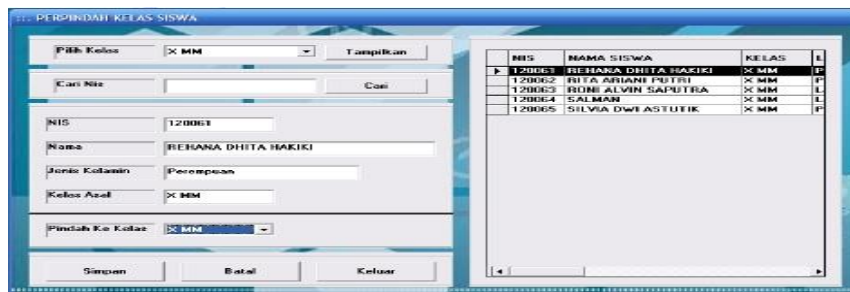 ::. PERPINDAH KELAS SISWA
Pilih Kelas X MM Tampilkan
Cari Nis Cari
NIS 120061
Nama REHANA DHITA HAKIKI
Jenis Kelamin Perempuan
Kelas Asal X MM
Pindah Ke Kelas X MM
Simpan Batal Keluar
NIS NAMA SISWA KELAS L
120061 REHANA DHITA HAKIKI X MM P
120062 RITA ARIANI PUTRI X MM P
120063 RONI ALVIN SAPUTRA X MM L
120064 SALMAN X MM L
120065 SILVIA DWI ASTUTIK X MM P